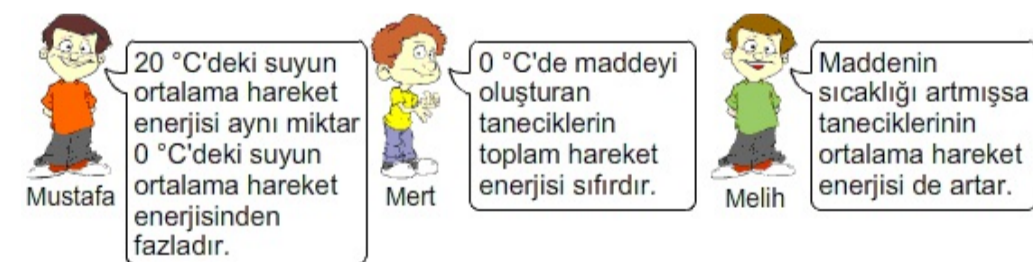 20 °C'deki suyun
ortalama hareket
enerjisi aynı miktar
0 °C'deki suyun
ortalama hareket
enerjisinden
fazladır.
Mustafa
0 °C'de maddeyi
oluşturan
taneciklerin
toplam hareket
enerjisi sıfırdır.
Mert
Maddenin
sıcaklığı artmışsa
taneciklerinin
ortalama hareket
enerjisi de artar.
Melih